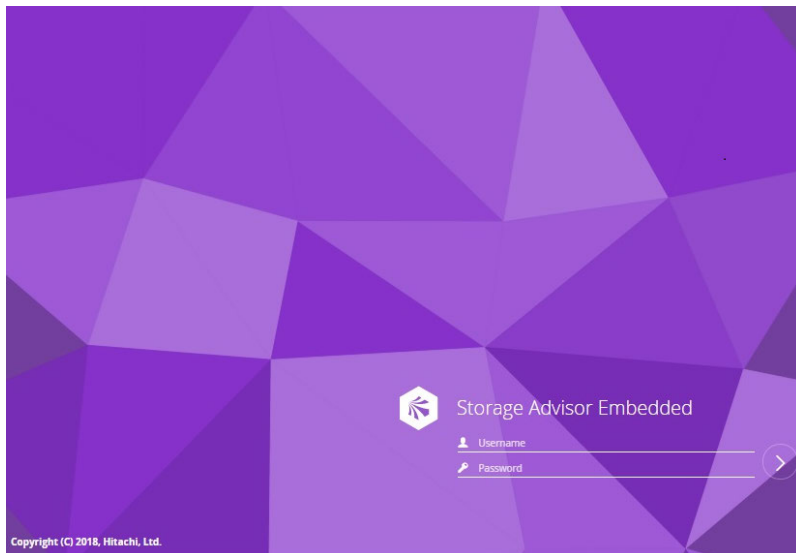 Storage Advisor Embedded
Username
Password
Copyright (C) 2018, Hitachi, Ltd.